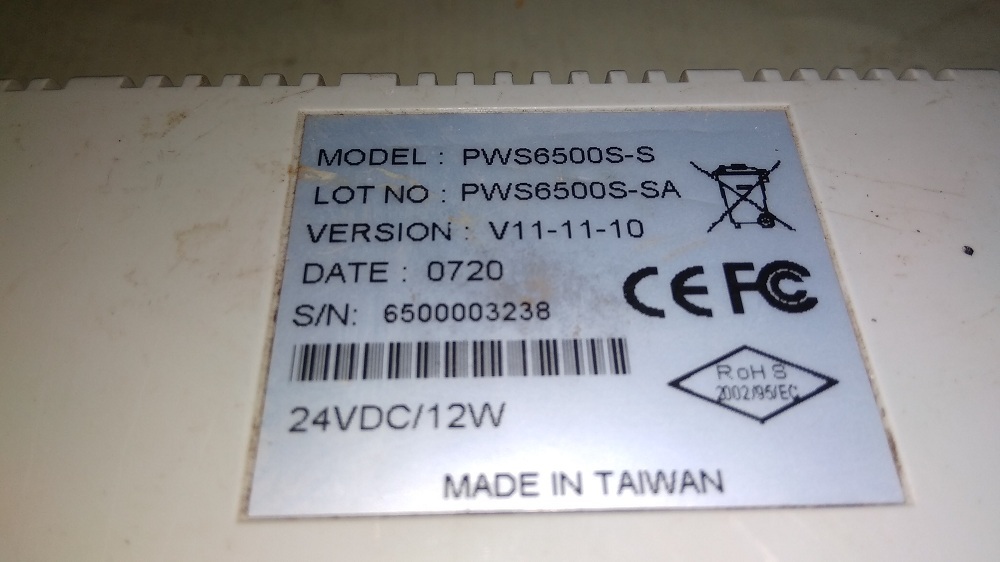 MODEL : PWS6500S-S
LOT NO : PWS6500S-SA
VERSION : V11-11-10
DATE : 0720
S/N: 6500003238
CE FC
RoHS
2002/95/EC
24VDC/12W
MADE IN TAIWAN